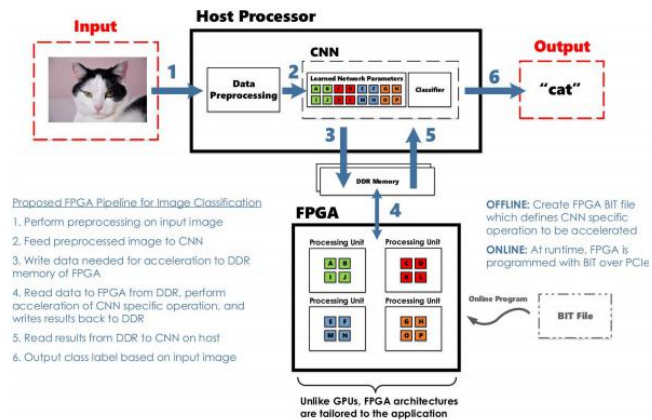 Host Processor
Input
Output
CNN
1
Data
Preprocessing
2
Learned Network Parameters
A B C D E F G H
I J K L M N O P
Classifier
6
"cat"
3
5
DDR Memory
Proposed FPGA Pipeline for Image Classification
1. Perform preprocessing on input image
2. Feed preprocessed image to CNN
3. Write data needed for acceleration to DDR
memory of FPGA
4. Read data to FPGA from DDR, perform
acceleration of CNN specific operation, and
writes results back to DDR
5. Read results from DDR to CNN on host
6. Output class label based on input image
FPGA
4
Processing Unit
A B
I J
Processing Unit
C D
K L
Processing Unit
E F
M N
Processing Unit
G H
O P
OFFLINE: Create FPGA BIT file
which defines CNN specific
operation to be accelerated
ONLINE: At runtime, FPGA is
programmed with BIT over PCIe
Online Program
BIT File
Unlike GPUs, FPGA architectures
are tailored to the application